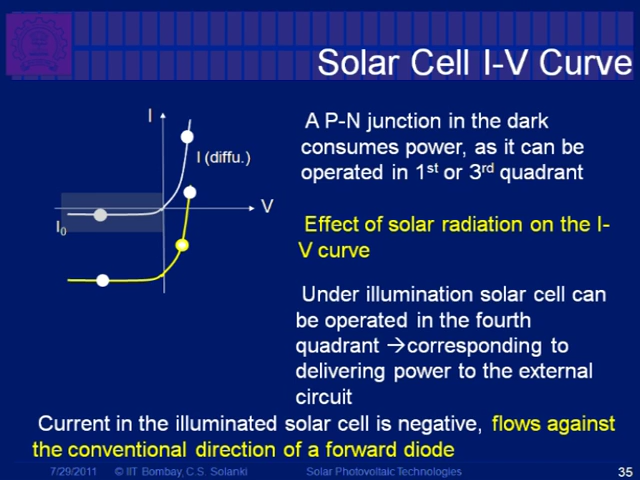 Solar Cell I-V Curve
I
I (diffu.)
V
I0
A P-N junction in the dark
consumes power, as it can be
operated in 1st or 3rd quadrant
Effect of solar radiation on the I-
V curve
Under illumination solar cell can
be operated in the fourth
quadrant →corresponding to
delivering power to the external
circuit
Current in the illuminated solar cell is negative, flows against
the conventional direction of a forward diode
7/29/2011 © IIT Bombay, C.S. Solanki Solar Photovoltaic Technologies 35